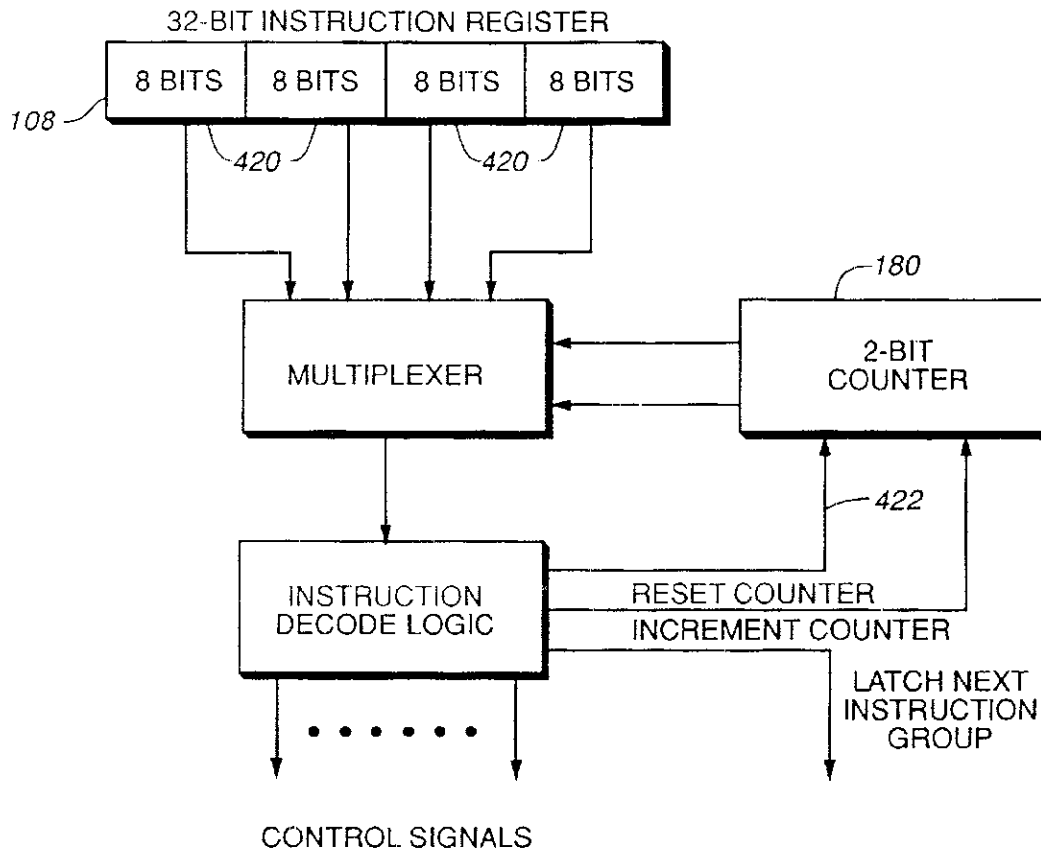 32-BIT INSTRUCTION REGISTER
8 BITS 8 BITS 8 BITS 8 BITS
108
420 420
180
MULTIPLEXER
2-BIT
COUNTER
422
INSTRUCTION
DECODE LOGIC
RESET COUNTER
INCREMENT COUNTER
LATCH NEXT
INSTRUCTION
GROUP
CONTROL SIGNALS